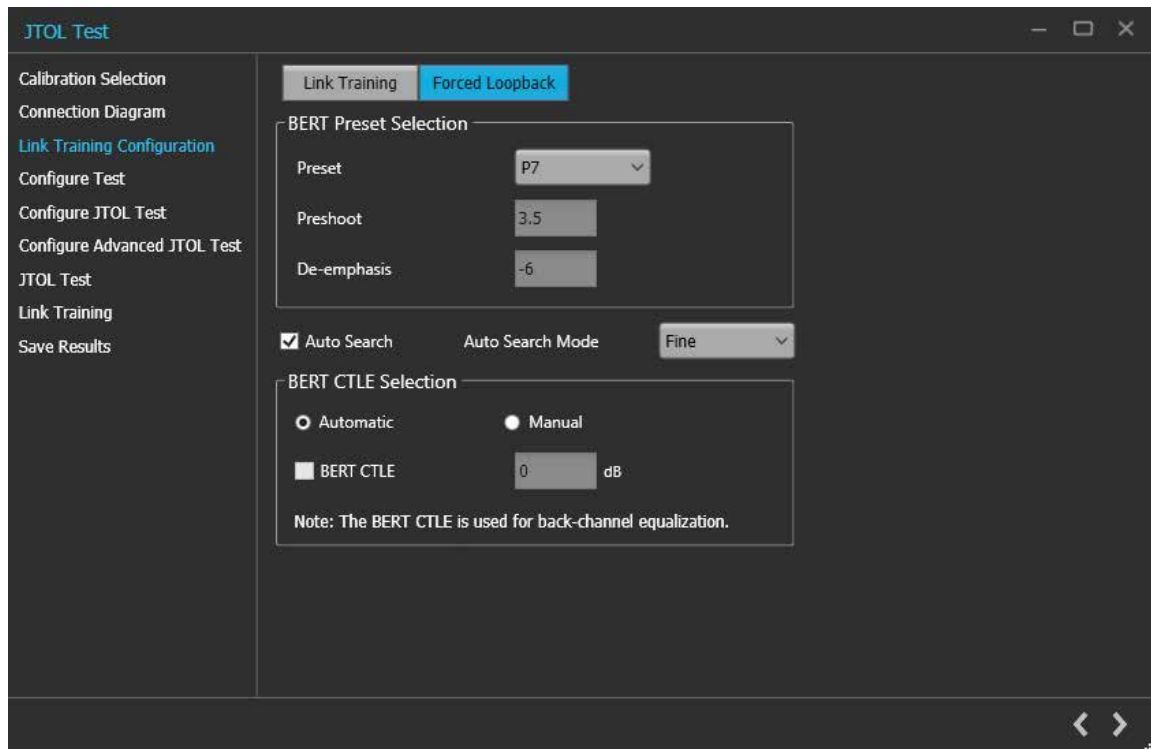 JTOL Test
Calibration Selection
Connection Diagram
Link Training Configuration
Configure Test
Configure JTOL Test
Configure Advanced JTOL Test
JTOL Test
Link Training
Save Results
Link Training Forced Loopback
BERT Preset Selection
Preset P7
Preshoot 3.5
De-emphasis -6
Auto Search Auto Search Mode Fine
BERT CTLE Selection
Automatic Manual
BERT CTLE 0 dB
Note: The BERT CTLE is used for back-channel equalization.